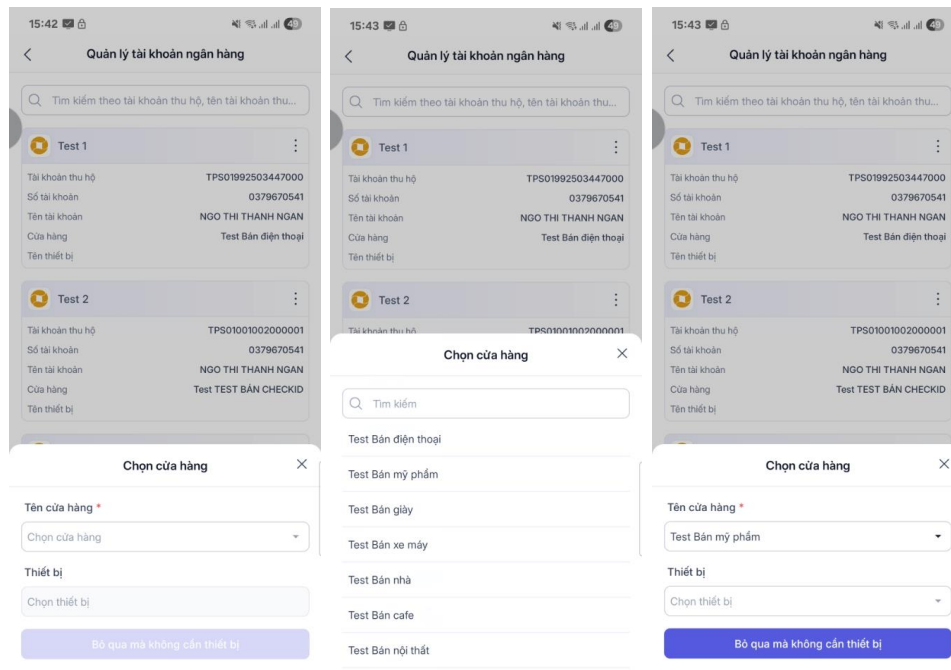 15:42
49
Quản lý tài khoản ngân hàng
Tìm kiếm theo tài khoản thu hộ, tên tài khoản thu...
Test 1
Tài khoản thu hộ TPS01992503447000
Số tài khoản 0379670541
Tên tài khoản NGO THI THANH NGAN
Cửa hàng Test Bán điện thoại
Tên thiết bị
Test 2
Tài khoản thu hộ TPS01001002000001
Số tài khoản 0379670541
Tên tài khoản NGO THI THANH NGAN
Cửa hàng Test TEST BÁN CHECKID
Tên thiết bị
Chọn cửa hàng
Tên cửa hàng *
Chọn cửa hàng
Thiết bị
Chọn thiết bị
Bỏ qua mà không cần thiết bị
15:43
49
Quản lý tài khoản ngân hàng
Tìm kiếm theo tài khoản thu hộ, tên tài khoản thu...
Test 1
Tài khoản thu hộ TPS01992503447000
Số tài khoản 0379670541
Tên tài khoản NGO THI THANH NGAN
Cửa hàng Test Bán điện thoại
Tên thiết bị
Test 2
Tài khoản thu hộ TPS01001002000001
Chọn cửa hàng
Tìm kiếm
Test Bán điện thoại
Test Bán mỹ phẩm
Test Bán giày
Test Bán xe máy
Test Bán nhà
Test Bán cafe
Test Bán nội thất
15:43
49
Quản lý tài khoản ngân hàng
Tìm kiếm theo tài khoản thu hộ, tên tài khoản thu...
Test 1
Tài khoản thu hộ TPS01992503447000
Số tài khoản 0379670541
Tên tài khoản NGO THI THANH NGAN
Cửa hàng Test Bán điện thoại
Tên thiết bị
Test 2
Tài khoản thu hộ TPS01001002000001
Số tài khoản 0379670541
Tên tài khoản NGO THI THANH NGAN
Cửa hàng Test TEST BÁN CHECKID
Tên thiết bị
Chọn cửa hàng
Tên cửa hàng *
Test Bán mỹ phẩm
Thiết bị
Chọn thiết bị
Bỏ qua mà không cần thiết bị